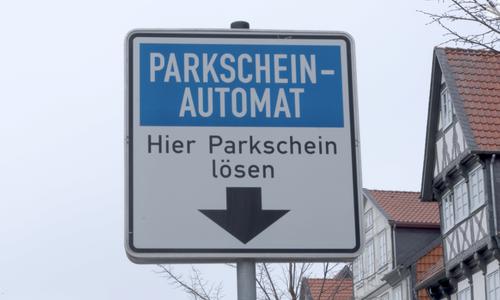 PARKSCHEIN-
AUTOMAT
Hier Parkschein
lösen